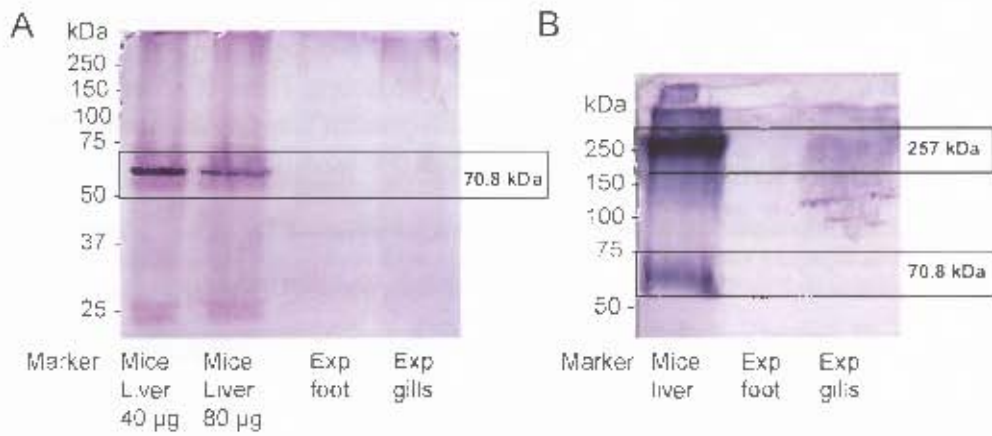 A
kDa
250
150
100
75
50
37
25
70.8 kDa
Marker Mice Mice Exp Exp
Liver Liver foot gills
40 µg 80 µg
B
kDa
250
150
100
75
50
257 kDa
70.8 kDa
Marker Mice Exp Exp
liver foot gills